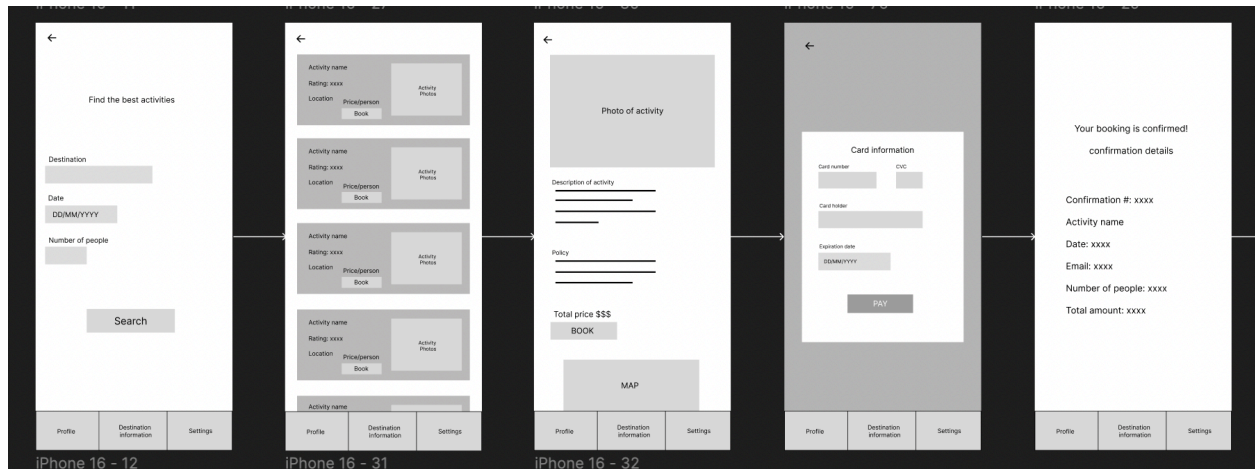 ←
Find the best activities
Destination
Date
DD/MM/YYYY
Number of people
Search
Profile
Destination
information
Settings
iPhone 16 - 12
←
Activity name
Rating: xxxx
Location
Price/person
Book
Activity
Photos
Activity name
Rating: xxxx
Location
Price/person
Book
Activity
Photos
Activity name
Rating: xxxx
Location
Price/person
Book
Activity
Photos
Activity name
Rating: xxxx
Location
Price/person
Book
Activity
Photos
Activity name
Profile
Destination
information
Settings
iPhone 16 - 31
←
Photo of activity
Description of activity
Policy
Total price $$$
BOOK
MAP
Profile
Destination
information
Settings
iPhone 16 - 32
←
Card information
Card number
CVC
Card holder
Expiration date
DD/MM/YYYY
PAY
Profile
Destination
information
Settings
Your booking is confirmed!
confirmation details
Confirmation #: xxxx
Activity name
Date: xxxx
Email: xxxx
Number of people: xxxx
Total amount: xxxx
Profile
Destination
information
Settings